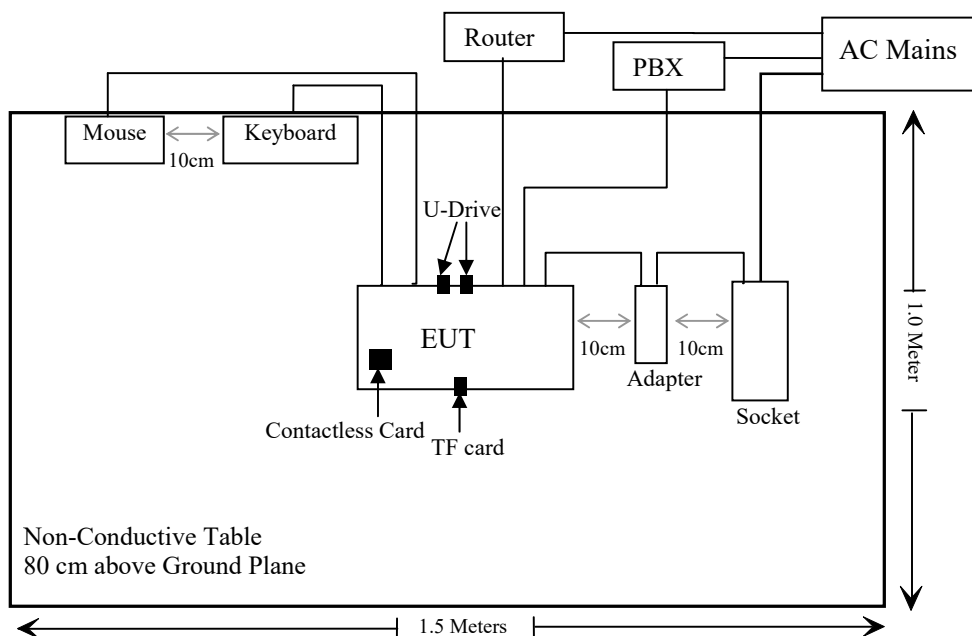 Router
AC Mains
PBX
Mouse
Keyboard
10cm
U-Drive
EUT
10cm
10cm
Adapter
1.0 Meter
Socket
Contactless Card
TF card
Non-Conductive Table
80 cm above Ground Plane
1.5 Meters